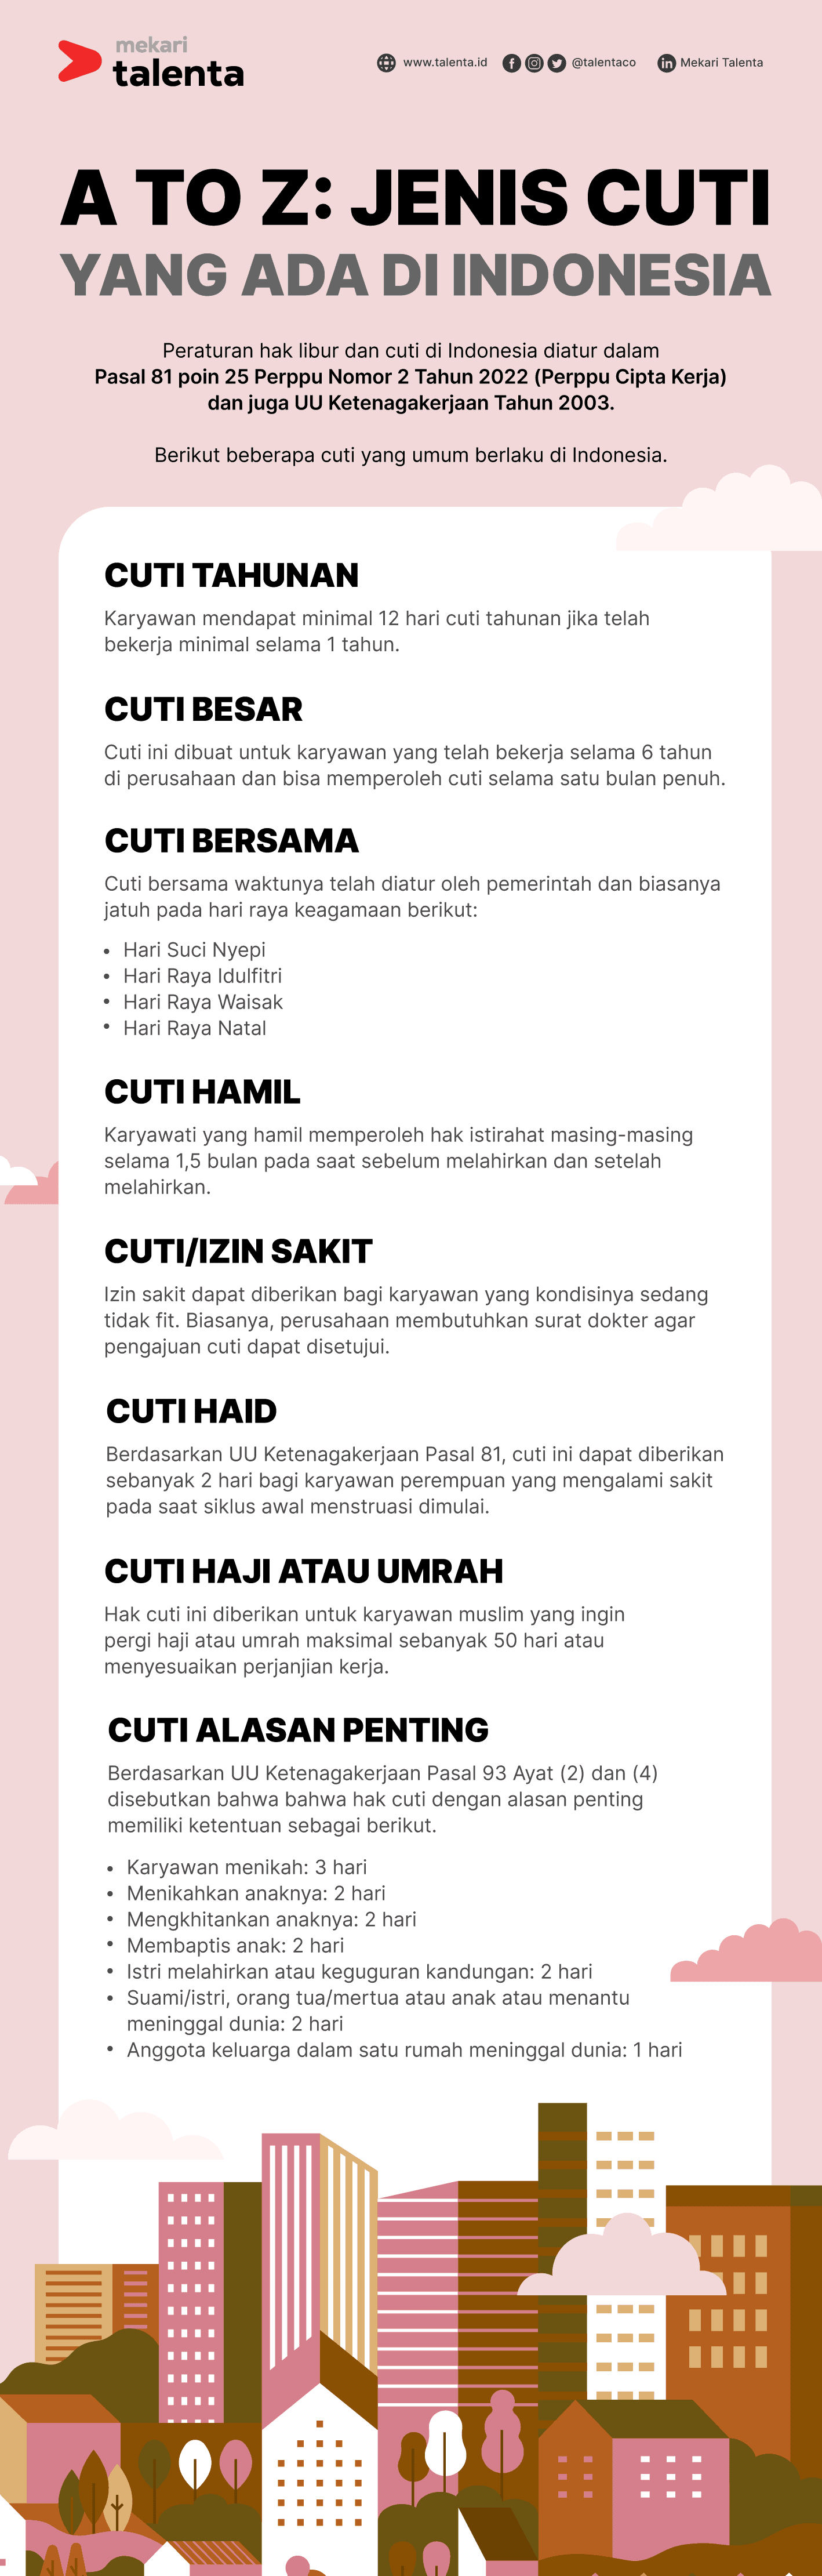 mekari
talenta
www.talenta.id @talentaco Mekari Talenta
A TO Z: JENIS CUTI
YANG ADA DI INDONESIA
Peraturan hak libur dan cuti di Indonesia diatur dalam
Pasal 81 poin 25 Perppu Nomor 2 Tahun 2022 (Perppu Cipta Kerja)
dan juga UU Ketenagakerjaan Tahun 2003.
Berikut beberapa cuti yang umum berlaku di Indonesia.
CUTI TAHUNAN
Karyawan mendapat minimal 12 hari cuti tahunan jika telah
bekerja minimal selama 1 tahun.
CUTI BESAR
Cuti ini dibuat untuk karyawan yang telah bekerja selama 6 tahun
di perusahaan dan bisa memperoleh cuti selama satu bulan penuh.
CUTI BERSAMA
Cuti bersama waktunya telah diatur oleh pemerintah dan biasanya
jatuh pada hari raya keagamaan berikut:
• Hari Suci Nyepi
• Hari Raya Idulfitri
• Hari Raya Waisak
• Hari Raya Natal
CUTI HAMIL
Karyawati yang hamil memperoleh hak istirahat masing-masing
selama 1,5 bulan pada saat sebelum melahirkan dan setelah
melahirkan.
CUTI/IZIN SAKIT
Izin sakit dapat diberikan bagi karyawan yang kondisinya sedang
tidak fit. Biasanya, perusahaan membutuhkan surat dokter agar
pengajuan cuti dapat disetujui.
CUTI HAID
Berdasarkan UU Ketenagakerjaan Pasal 81, cuti ini dapat diberikan
sebanyak 2 hari bagi karyawan perempuan yang mengalami sakit
pada saat siklus awal menstruasi dimulai.
CUTI HAJI ATAU UMRAH
Hak cuti ini diberikan untuk karyawan muslim yang ingin
pergi haji atau umrah maksimal sebanyak 50 hari atau
menyesuaikan perjanjian kerja.
CUTI ALASAN PENTING
Berdasarkan UU Ketenagakerjaan Pasal 93 Ayat (2) dan (4)
disebutkan bahwa bahwa hak cuti dengan alasan penting
memiliki ketentuan sebagai berikut.
• Karyawan menikah: 3 hari
• Menikahkan anaknya: 2 hari
• Mengkhitankan anaknya: 2 hari
• Membaptis anak: 2 hari
• Istri melahirkan atau keguguran kandungan: 2 hari
• Suami/istri, orang tua/mertua atau anak atau menantu
meninggal dunia: 2 hari
• Anggota keluarga dalam satu rumah meninggal dunia: 1 hari